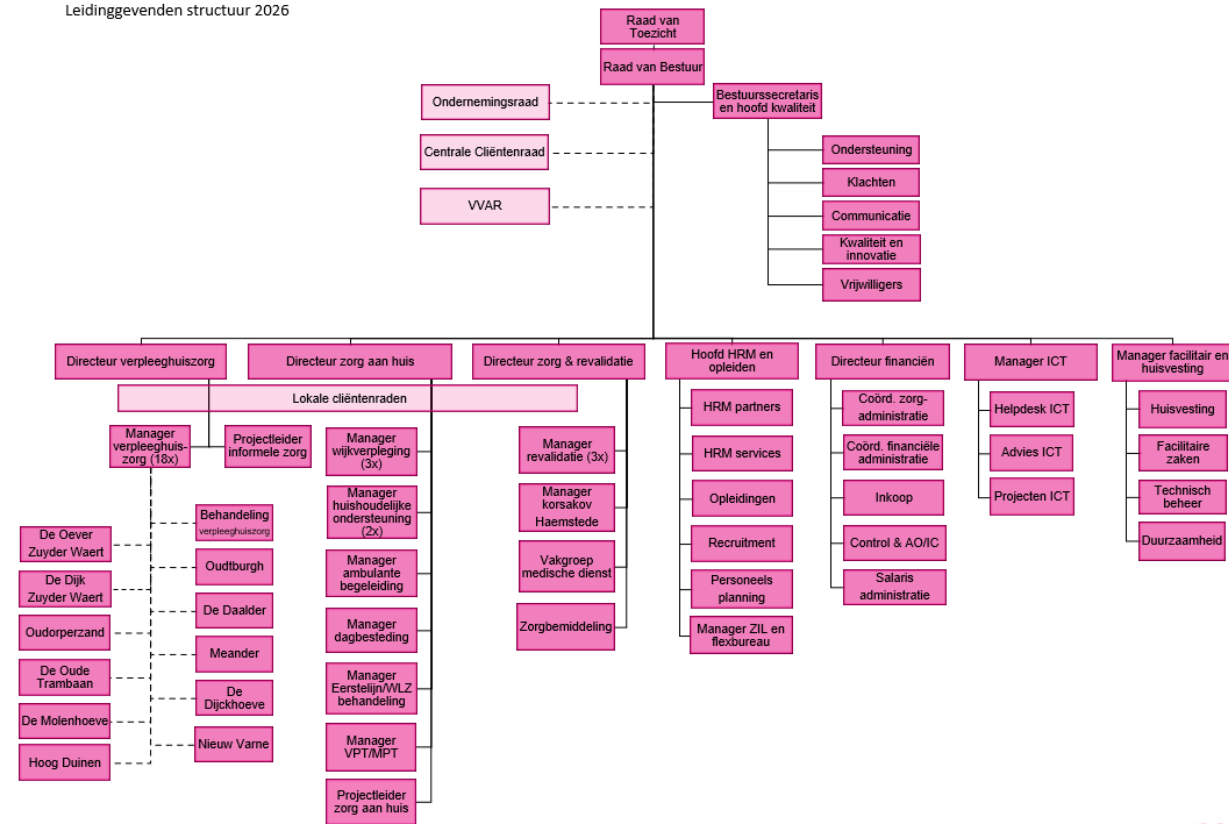 Leidinggevenden structuur 2026
Raad van
Toezicht
Raad van Bestuur
Ondernemingsraad
Bestuurssecretaris
en hoofd kwaliteit
Centrale Cliëntenraad
VVAR
Ondersteuning
Klachten
Communicatie
Kwaliteit en
innovatie
Vrijwilligers
Directeur verpleeghuiszorg
Directeur zorg aan huis
Directeur zorg & revalidatie
Hoofd HRM en
opleiden
Directeur financiën
Manager ICT
Manager facilitair en
huisvesting
Lokale cliëntenraden
Manager
verpleeghuis-
zorg (18x)
Projectleider
informele zorg
Behandeling
verpleeghuiszorg
De Oever
Zuyder Waert
Oudtburgh
De Dijk
Zuyder Waert
De Daalder
Oudorperzand
Meander
De Oude
Trambaan
De
Dijckhoeve
De Molenhoeve
Nieuw Varne
Hoog Duinen
Manager
wijkverpleging
(3x)
Manager
huishoudelijke
ondersteuning
(2x)
Manager
ambulante
begeleiding
Manager
dagbesteding
Manager
Eerstelijn/WLZ
behandeling
Manager
VPT/MPT
Projectleider
zorg aan huis
Manager
revalidatie (3x)
Manager
korsakov
Haemstede
Vakgroep
medische dienst
Zorgbemiddeling
HRM partners
HRM services
Opleidingen
Recruitment
Personeels
planning
Manager ZIL en
flexbureau
Coörd. zorg-
administratie
Coörd. financiële
administratie
Inkoop
Control & AO/IC
Salaris
administratie
Helpdesk ICT
Advies ICT
Projecten ICT
Huisvesting
Facilitaire
zaken
Technisch
beheer
Duurzaamheid